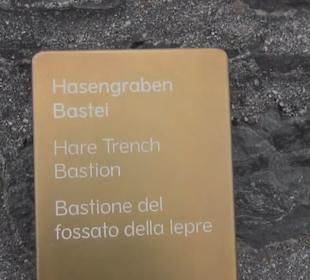 Hasengraben
Bastei
Hare Trench
Bastion
Bastione del
fossato della lepre